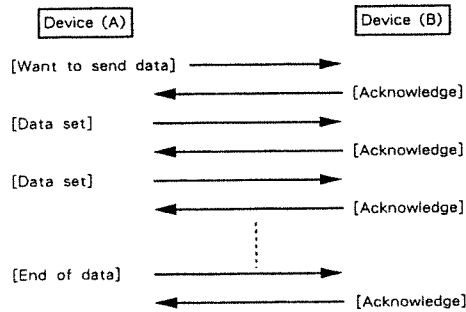 Device (A)
Device (B)
[Want to send data]
[Acknowledge]
[Data set]
[Acknowledge]
[Data set]
[Acknowledge]
[End of data]
[Acknowledge]